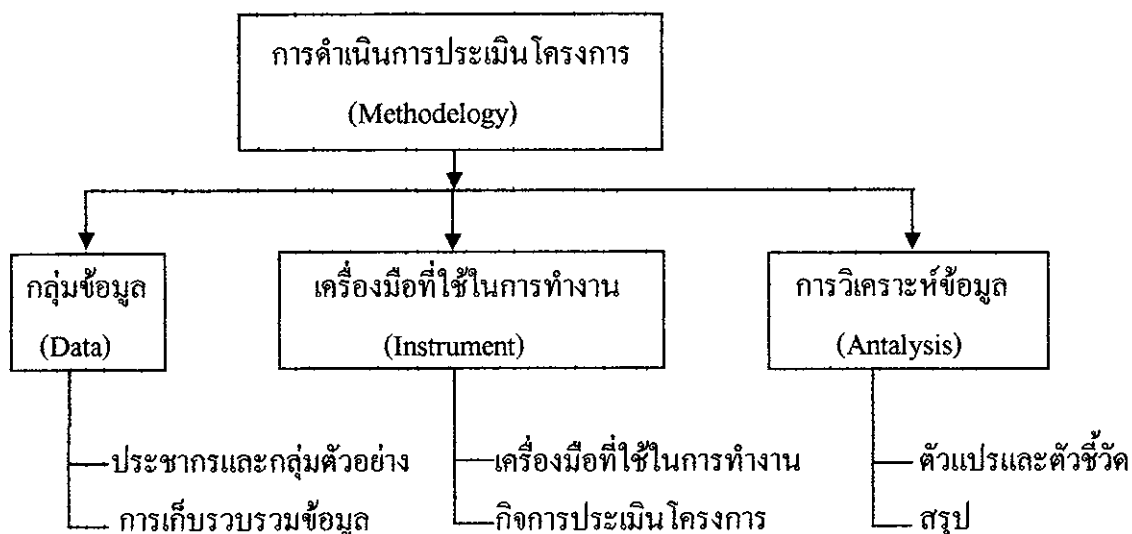 การดำเนินการประเมินโครงการ
(Methodelogy)
กลุ่มข้อมูล
(Data)
เครื่องมือที่ใช้ในการทำงาน
(Instrument)
การวิเคราะห์ข้อมูล
(Antalysis)
ประชากรและกลุ่มตัวอย่าง
การเก็บรวบรวมข้อมูล
เครื่องมือที่ใช้ในการทำงาน
กิจการประเมินโครงการ
ตัวแปรและตัวชี้วัด
สรุป